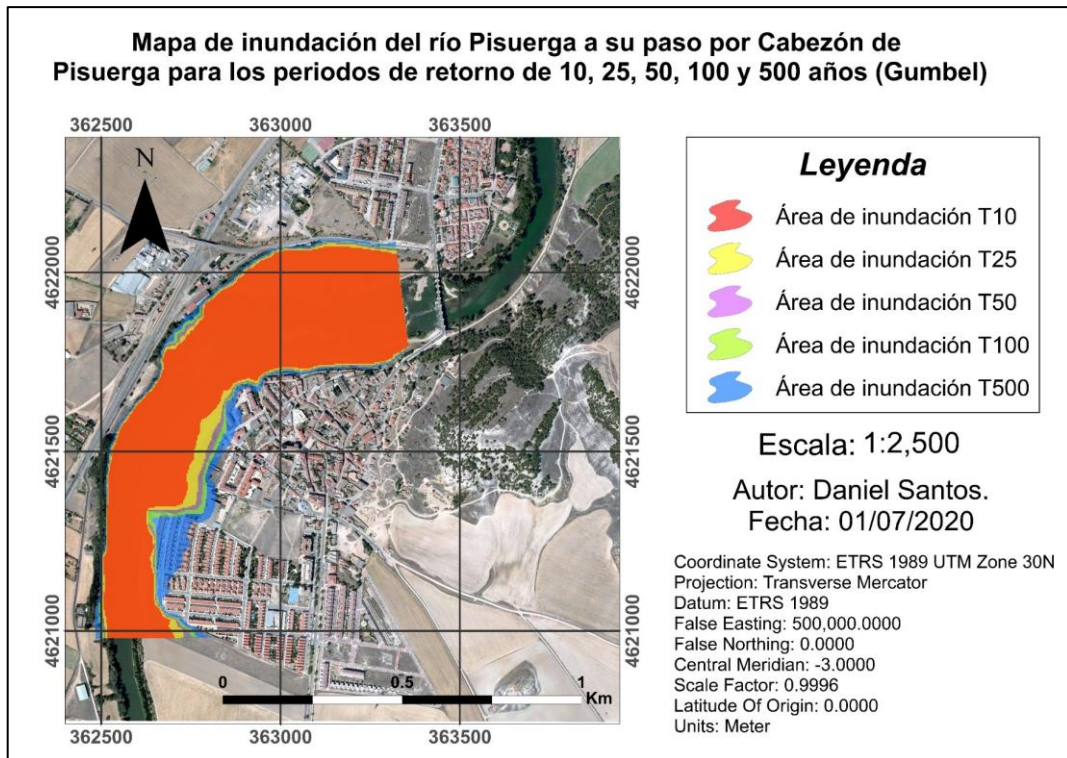 Mapa de inundación del río Pisuerga a su paso por Cabezón de
Pisuerga para los periodos de retorno de 10, 25, 50, 100 y 500 años (Gumbel)
362500 363000 363500
N
4622000 4622000
4621500 4621500
4621000 4621000
0 0.5 1
Km
362500 363000 363500
Leyenda
Área de inundación T10
Área de inundación T25
Área de inundación T50
Área de inundación T100
Área de inundación T500
Escala: 1:2,500
Autor: Daniel Santos.
Fecha: 01/07/2020
Coordinate System: ETRS 1989 UTM Zone 30N
Projection: Transverse Mercator
Datum: ETRS 1989
False Easting: 500,000.0000
False Northing: 0.0000
Central Meridian: -3.0000
Scale Factor: 0.9996
Latitude Of Origin: 0.0000
Units: Meter